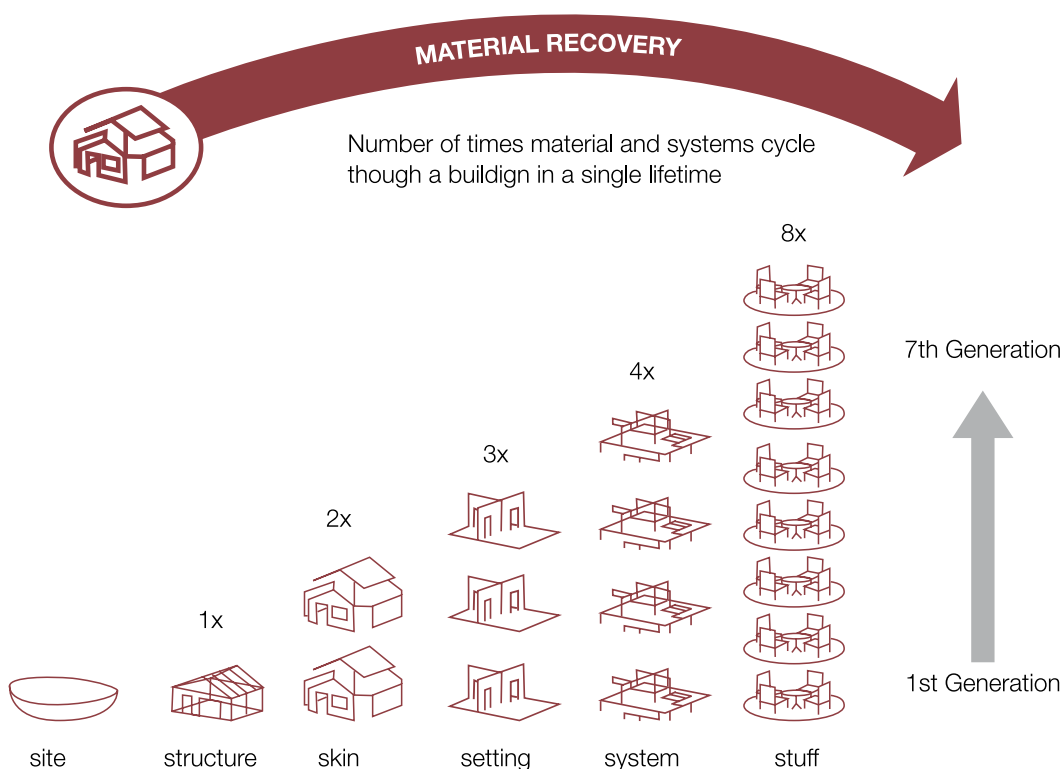 MATERIAL RECOVERY
Number of times material and systems cycle
though a buildign in a single lifetime
8x
7th Generation
4x
3x
2x
1x
1st Generation
site structure skin setting system stuff